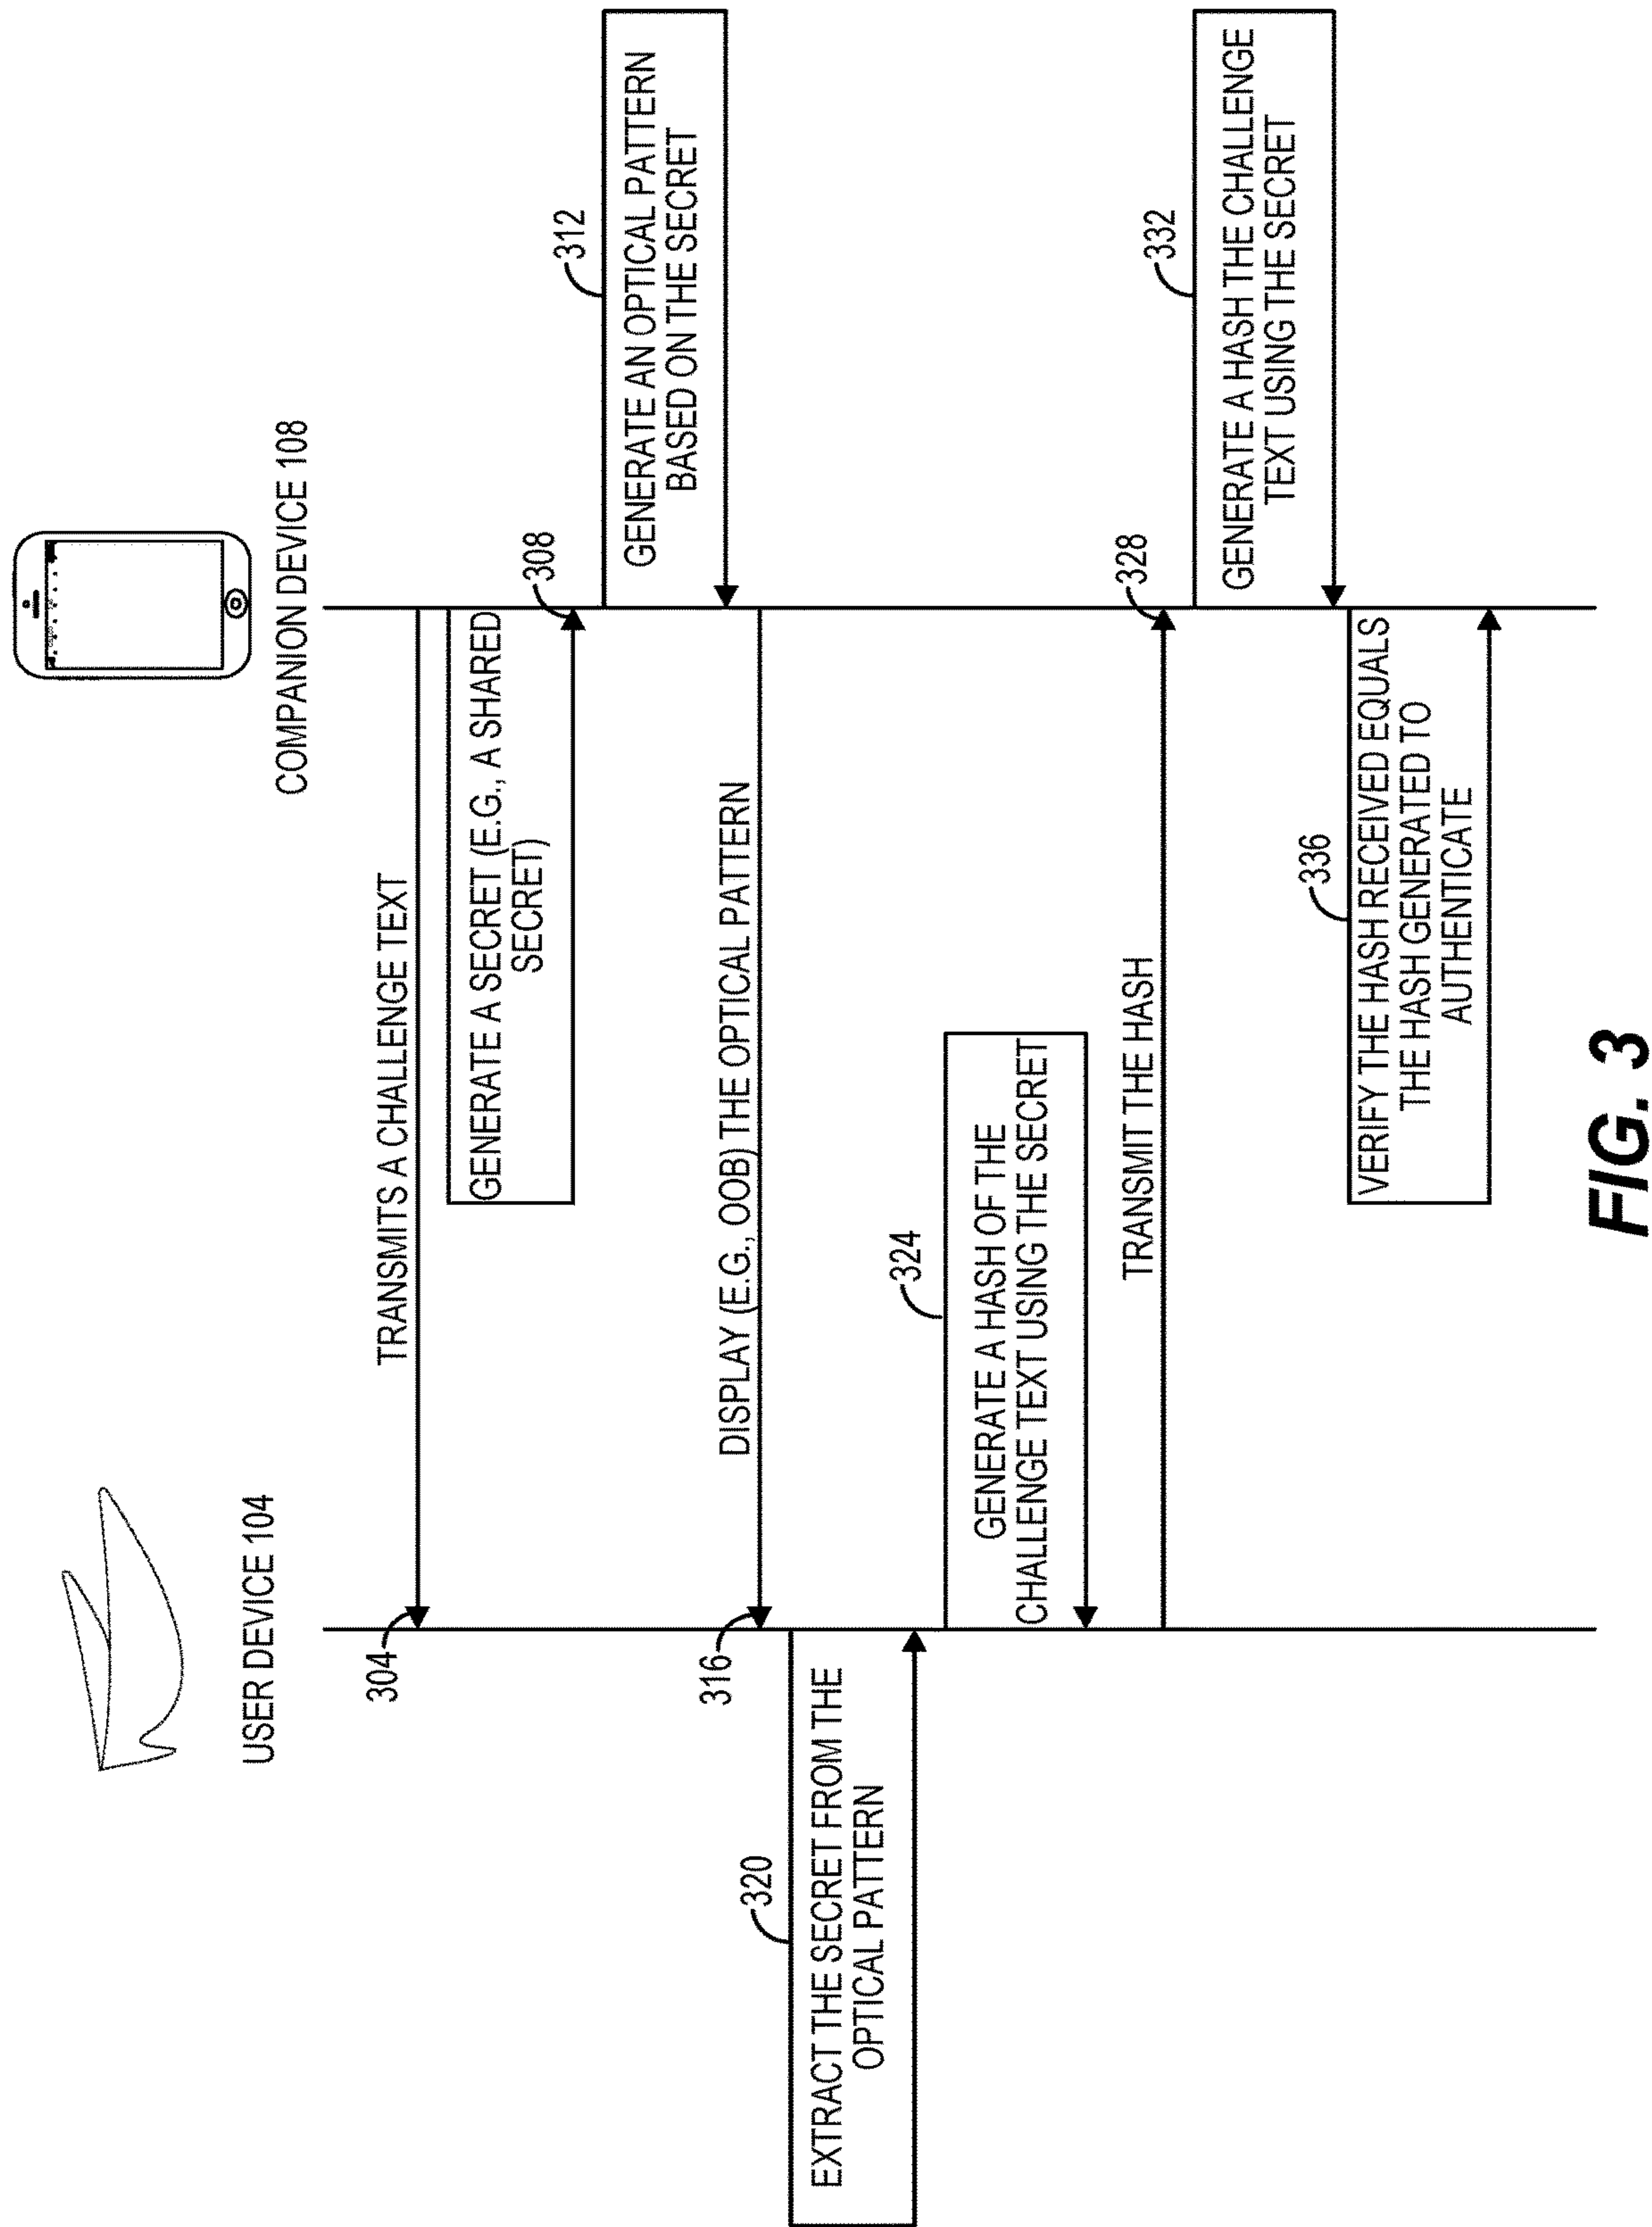 USER DEVICE 104
COMPANION DEVICE 108
TRANSMITS A CHALLENGE TEXT
304
GENERATE A SECRET (E.G., A SHARED
SECRET)
308
312
GENERATE AN OPTICAL PATTERN
BASED ON THE SECRET
DISPLAY (E.G., OOB) THE OPTICAL PATTERN
316
320
EXTRACT THE SECRET FROM THE
OPTICAL PATTERN
324
GENERATE A HASH OF THE
CHALLENGE TEXT USING THE SECRET
TRANSMIT THE HASH
328
332
GENERATE A HASH THE CHALLENGE
TEXT USING THE SECRET
336
VERIFY THE HASH RECEIVED EQUALS
THE HASH GENERATED TO
AUTHENTICATE
FIG. 3